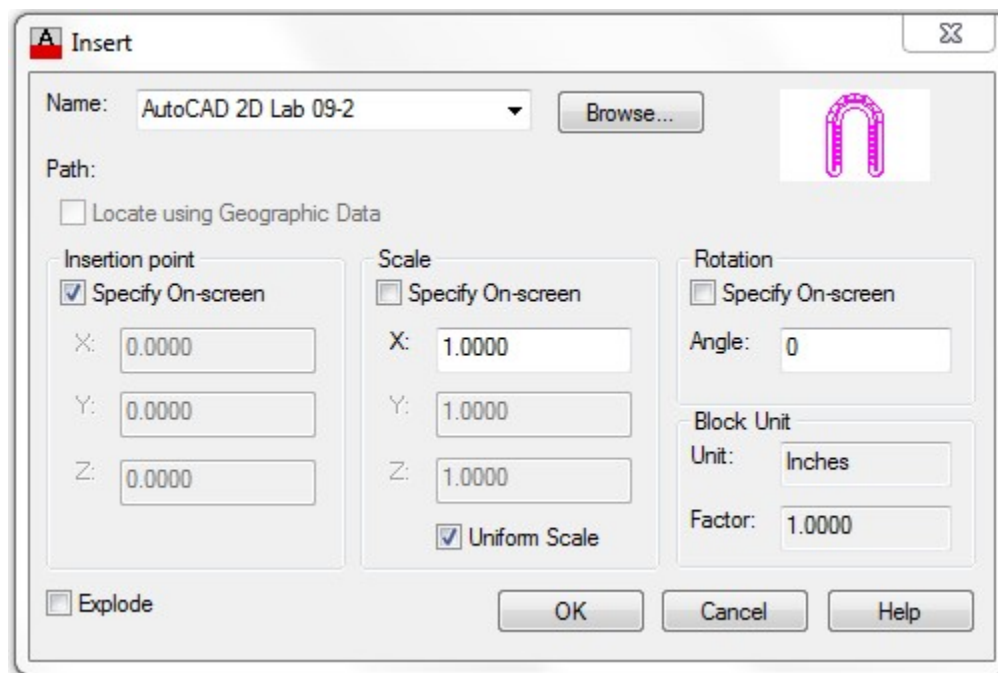 A Insert
Name: AutoCAD 2D Lab 09-2 Browse...
Path:
Locate using Geographic Data
Insertion point
Specify On-screen
X: 0.0000
Y: 0.0000
Z: 0.0000
Scale
Specify On-screen
X: 1.0000
Y: 1.0000
Z: 1.0000
Uniform Scale
Rotation
Specify On-screen
Angle: 0
Block Unit
Unit: Inches
Factor: 1.0000
Explode
OK Cancel Help